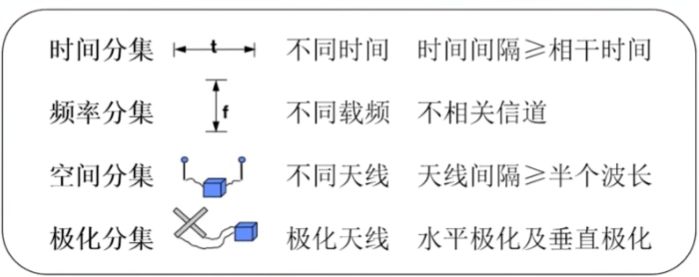 时间分集 t 不同时间 时间间隔≥相干时间
频率分集 f 不同载频 不相关信道
空间分集 不同天线 天线间隔≥半个波长
极化分集 极化天线 水平极化及垂直极化